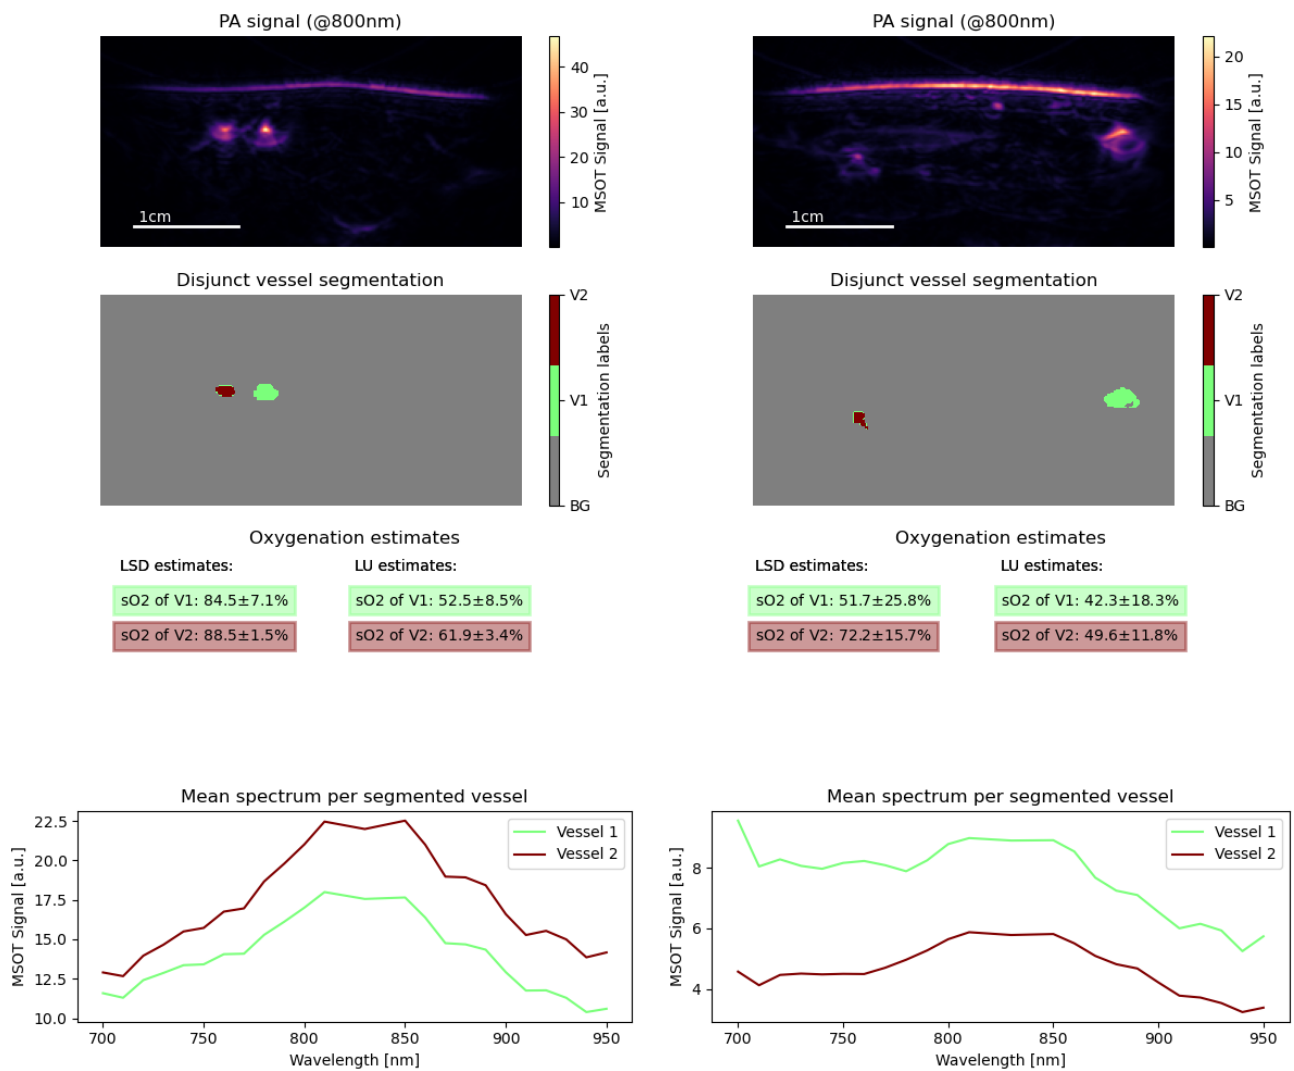 PA signal (@800nm)
1cm
40
30
20
10
MSOT Signal [a.u.]
PA signal (@800nm)
1cm
20
15
10
5
MSOT Signal [a.u.]
Disjunct vessel segmentation
V2
V1
BG
Segmentation labels
Disjunct vessel segmentation
V2
V1
BG
Segmentation labels
Oxygenation estimates
LSD estimates:
LU estimates:
sO2 of V1: 84.5±7.1%
sO2 of V1: 52.5±8.5%
sO2 of V2: 88.5±1.5%
sO2 of V2: 61.9±3.4%
Oxygenation estimates
LSD estimates:
LU estimates:
sO2 of V1: 51.7±25.8%
sO2 of V1: 42.3±18.3%
sO2 of V2: 72.2±15.7%
sO2 of V2: 49.6±11.8%
Mean spectrum per segmented vessel
MSOT Signal [a.u.]
22.5
20.0
17.5
15.0
12.5
10.0
Vessel 1
Vessel 2
700
750
800
850
900
950
Wavelength [nm]
Mean spectrum per segmented vessel
MSOT Signal [a.u.]
8
6
4
Vessel 1
Vessel 2
700
750
800
850
900
950
Wavelength [nm]